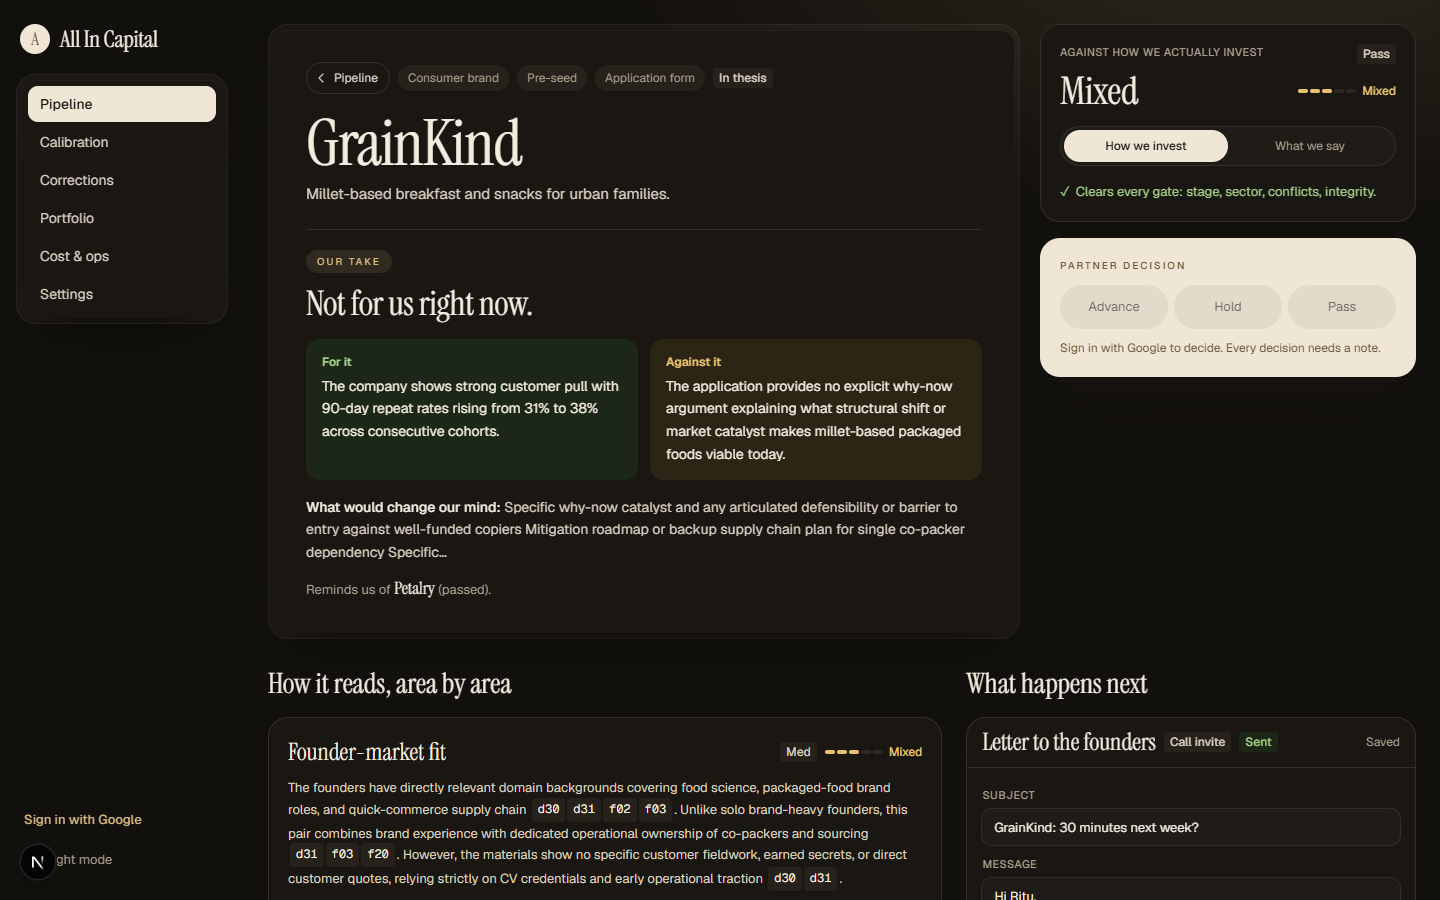 A All In Capital
Pipeline
Calibration
Corrections
Portfolio
Cost & ops
Settings
Sign in with Google
N ght mode
Pipeline Consumer brand Pre-seed Application form In thesis
GrainKind
Millet-based breakfast and snacks for urban families.
OUR TAKE
Not for us right now.
For it
The company shows strong customer pull with
90-day repeat rates rising from 31% to 38%
across consecutive cohorts.
Against it
The application provides no explicit why-now
argument explaining what structural shift or
market catalyst makes millet-based packaged
foods viable today.
What would change our mind: Specific why-now catalyst and any articulated defensibility or barrier to
entry against well-funded copiers Mitigation roadmap or backup supply chain plan for single co-packer
dependency Specific…
Reminds us of Petalry (passed).
AGAINST HOW WE ACTUALLY INVEST Pass
Mixed Mixed
How we invest What we say
✓ Clears every gate: stage, sector, conflicts, integrity.
PARTNER DECISION
Advance Hold Pass
Sign in with Google to decide. Every decision needs a note.
How it reads, area by area
Founder-market fit Med Mixed
The founders have directly relevant domain backgrounds covering food science, packaged-food brand
roles, and quick-commerce supply chain d30 d31 f02 f03 . Unlike solo brand-heavy founders, this
pair combines brand experience with dedicated operational ownership of co-packers and sourcing
d31 f03 f20 . However, the materials show no specific customer fieldwork, earned secrets, or direct
customer quotes, relying strictly on CV credentials and early operational traction d30 d31 .
What happens next
Letter to the founders Call invite Sent Saved
SUBJECT
GrainKind: 30 minutes next week?
MESSAGE
Hi Ritu,